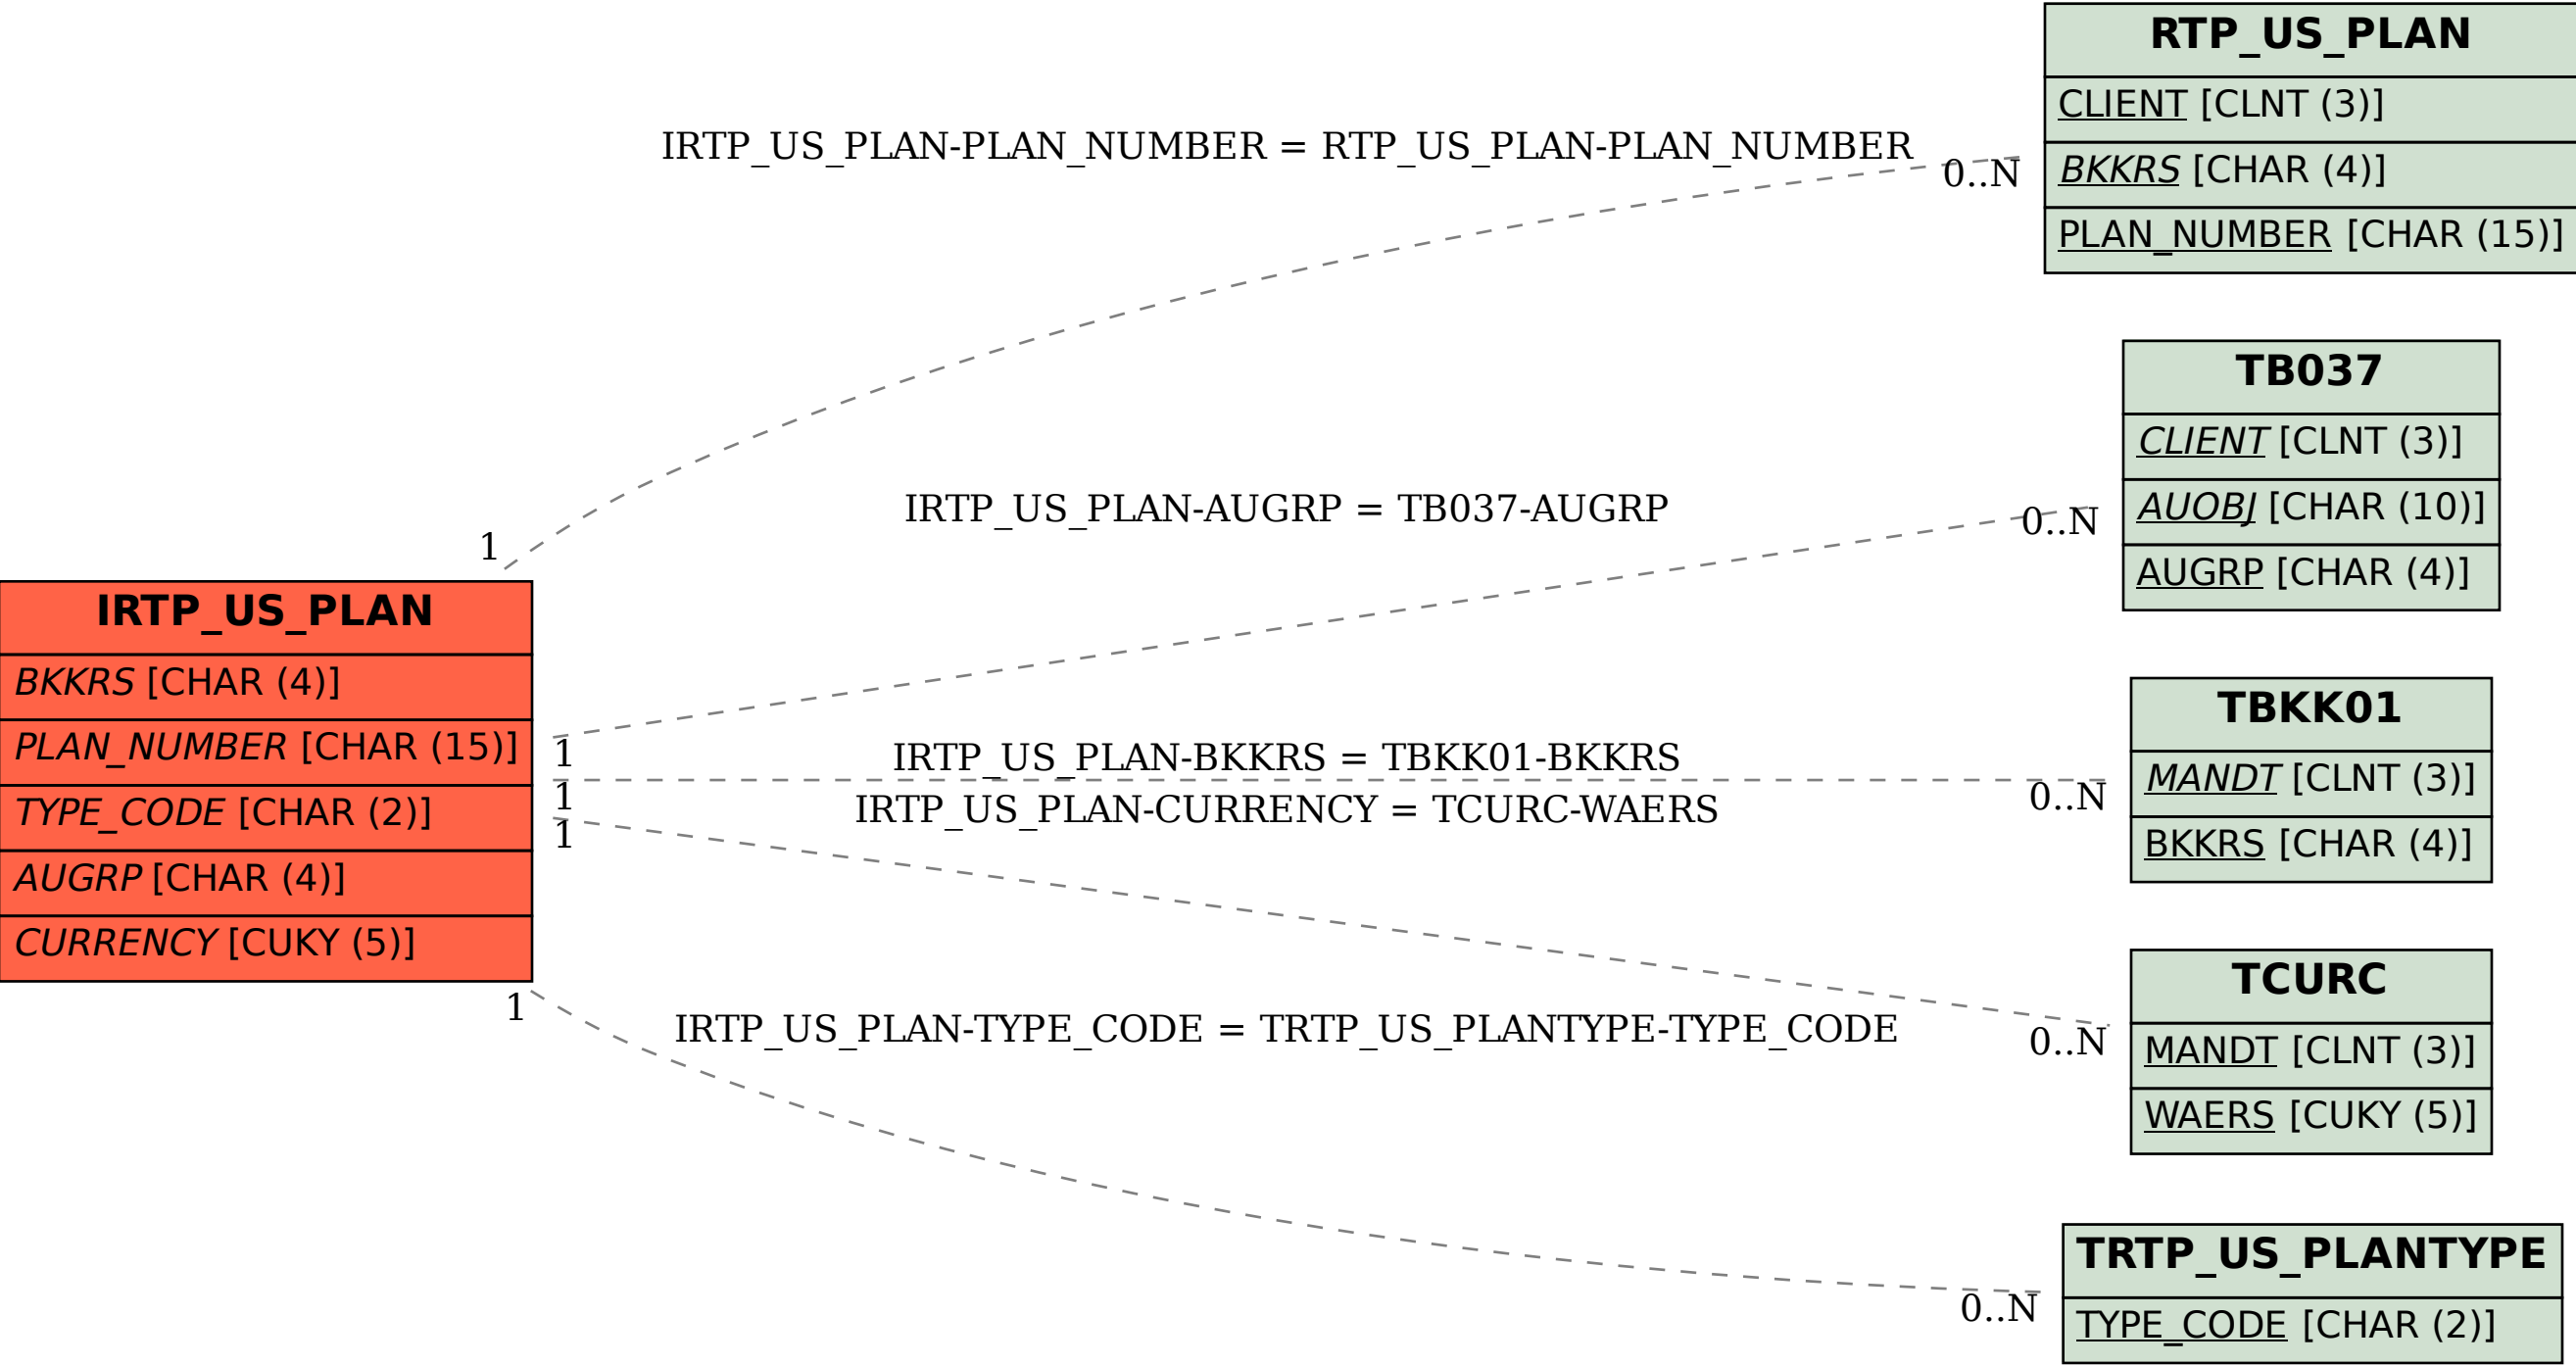 RTP_US_PLAN
CLIENT [CLNT (3)]
BKKRS [CHAR (4)]
PLAN_NUMBER [CHAR (15)]
IRTP_US_PLAN-PLAN_NUMBER = RTP_US_PLAN-PLAN_NUMBER
0..N
1
TB037
CLIENT [CLNT (3)]
AUOBJ [CHAR (10)]
AUGRP [CHAR (4)]
IRTP_US_PLAN-AUGRP = TB037-AUGRP
0..N
1
IRTP_US_PLAN
BKKRS [CHAR (4)]
PLAN_NUMBER [CHAR (15)]
TYPE_CODE [CHAR (2)]
AUGRP [CHAR (4)]
CURRENCY [CUKY (5)]
TBKK01
MANDT [CLNT (3)]
BKKRS [CHAR (4)]
IRTP_US_PLAN-BKKRS = TBKK01-BKKRS
0..N
1
IRTP_US_PLAN-CURRENCY = TCURC-WAERS
0..N
1
TCURC
MANDT [CLNT (3)]
WAERS [CUKY (5)]
IRTP_US_PLAN-TYPE_CODE = TRTP_US_PLANTYPE-TYPE_CODE
0..N
1
TRTP_US_PLANTYPE
TYPE_CODE [CHAR (2)]